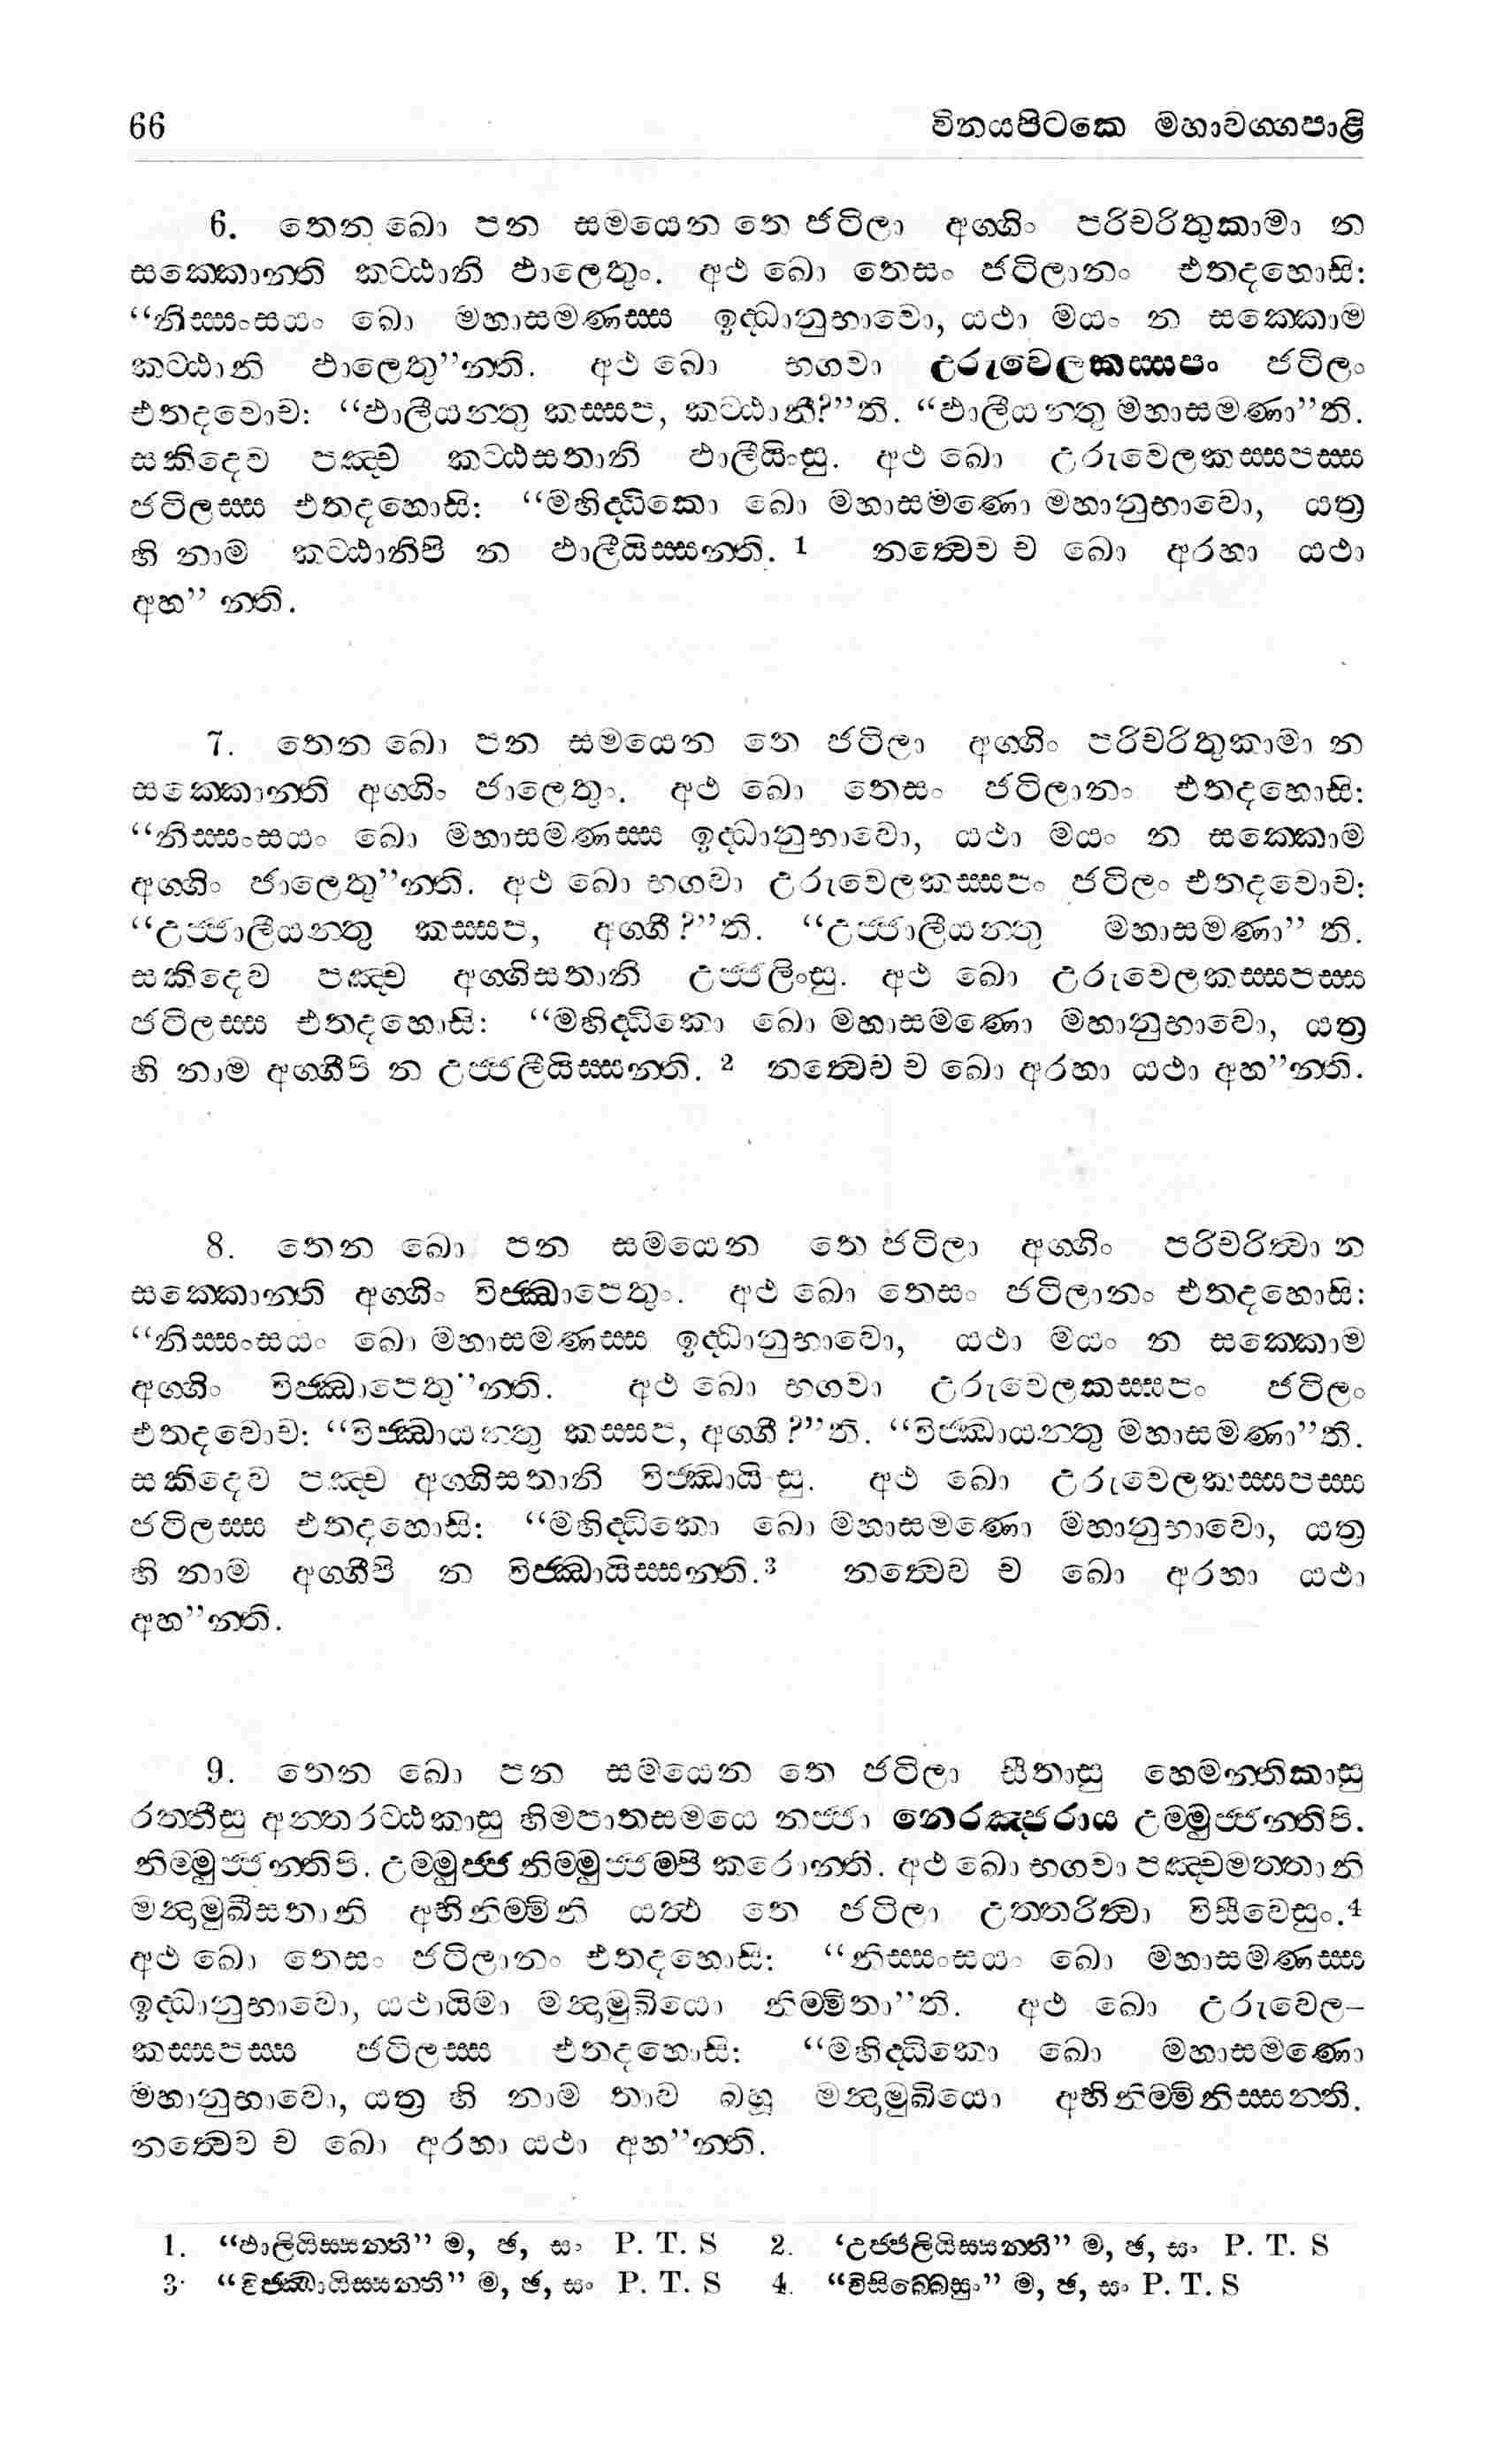 66 විනයපිටකෙ මහාවග්ගපාළි
6. තෙන ඛො පන සමයෙන තෙ ජටිලා අග්ගිං පරිචරිතුකාමා න
සක්කොන්ති කට්ඨානි ඵාලෙතුං. අථ ඛො තෙසං ජටිලානං එතදහොසි:
“නිස්සංසයං ඛො මහාසමණස්ස ඉද්ධානුභාවො, යථා මයං න සක්කොම
කට්ඨානි ඵාලෙතු”න්ති. අථ ඛො භගවා උරුවෙලකස්සපං ජටිලං
එතදවොච: “ඵාලීයන්තු කස්සප, කට්ඨානී?”ති. “ඵාලීයන්තු මහාසමණා”ති.
සකිදෙව පඤ්ච කට්ඨසතානි ඵාලීයිංසු. අථ ඛො උරුවෙලකස්සපස්ස
ජටිලස්ස එතදහොසි: “මහිද්ධිකො ඛො මහාසමණො මහානුභාවො, යත්‍ර
හි නාම කට්ඨානිපි න ඵාලීයිස්සන්ති. 1 නත්වෙව ච ඛො අරහා යථා
අහ” න්ති.
7. තෙන ඛො පන සමයෙන තෙ ජටිලා අග්ගිං පරිචරිතුකාමා න
සක්කොන්ති අග්ගිං ජාලෙතුං. අථ ඛො තෙසං ජටිලානං එතදහොසි:
“නිස්සංසයං ඛො මහාසමණස්ස ඉද්ධානුභාවො, යථා මයං න සක්කොම
අග්ගිං ජාලෙතු”න්ති. අථ ඛො භගවා උරුවෙලකස්සපං ජටිලං එතදවොච:
“උජ්ජාලීයන්තු කස්සප, අග්ගී?”ති. “උජ්ජාලීයන්තු මහාසමණා” ති.
සකිදෙව පඤ්ච අග්ගිසතානි උජ්ජලිංසු. අථ ඛො උරුවෙලකස්සපස්ස
ජටිලස්ස එතදහොසි: “මහිද්ධිකො ඛො මහාසමණො මහානුභාවො, යත්‍ර
හි නාම අග්ගීපි න උජ්ජලීයිස්සන්ති. 2 නත්වෙව ච ඛො අරහා යථා අහ”න්ති.
8. තෙන ඛො පන සමයෙන තෙ ජටිලා අග්ගිං පරිචරිත්වා න
සක්කොන්ති අග්ගිං විජ්ඣාපෙතුං. අථ ඛො තෙසං ජටිලානං එතදහොසි:
“නිස්සංසයං ඛො මහාසමණස්ස ඉද්ධානුභාවො, යථා මයං න සක්කොම
අග්ගිං විජ්ඣාපෙතු”න්ති. අථ ඛො භගවා උරුවෙලකස්සපං ජටිලං
එතදවොච: “විජ්ඣායන්තු කස්සප, අග්ගී?”ති. “විජ්ඣායන්තු මහාසමණා”ති.
සකිදෙව පඤ්ච අග්ගිසතානි විජ්ඣායිංසු. අථ ඛො උරුවෙලකස්සපස්ස
ජටිලස්ස එතදහොසි: “මහිද්ධිකො ඛො මහාසමණො මහානුභාවො, යත්‍ර
හි නාම අග්ගීපි න විජ්ඣායිස්සන්ති.3 නත්වෙව ච ඛො අරහා යථා
අහ”න්ති.
9. තෙන ඛො පන සමයෙන තෙ ජටිලා සීතාසු හෙමන්තිකාසු
රත්තීසු අන්තරට්ඨකාසු හිමපාතසමයෙ නජ්ජා නෙරඤ්ජරාය උම්මුජ්ජන්තිපි.
නිම්මුජ්ජන්තිපි. උම්මුජ්ජ නිම්මුජ්ජම්පි කරොන්ති. අථ ඛො භගවා පඤ්චමත්තානි
මන්දාමුඛීසතානි අභිනිම්මිනි යත්ථ තෙ ජටිලා උත්තරිත්වා විසීවෙසුං.4
අථ ඛො තෙසං ජටිලානං එතදහොසි: “නිස්සංසයං ඛො මහාසමණස්ස
ඉද්ධානුභාවො, යථායිමා මන්දාමුඛියො නිම්මිතා”ති. අථ ඛො උරුවෙල–
කස්සපස්ස ජටිලස්ස එතදහොසි: “මහිද්ධිකො ඛො මහාසමණො
මහානුභාවො, යත්‍ර හි නාම තාව බහූ මන්දාමුඛියො අභිනිම්මිනිස්සන්ති.
නත්වෙව ච ඛො අරහා යථා අහ”න්ති.
1. “ඵාලියිස්සන්ති” ම, ඡ, සං P. T. S 2. ‘උජ්ජලියිස්සන්ති” ම, ඡ, සං P. T. S
3. “විජ්ඣායිස්සන්ති” ම, ඡ, සං P. T. S 4. “විසිබ්බෙසුං” ම, ඡ, සං P. T. S